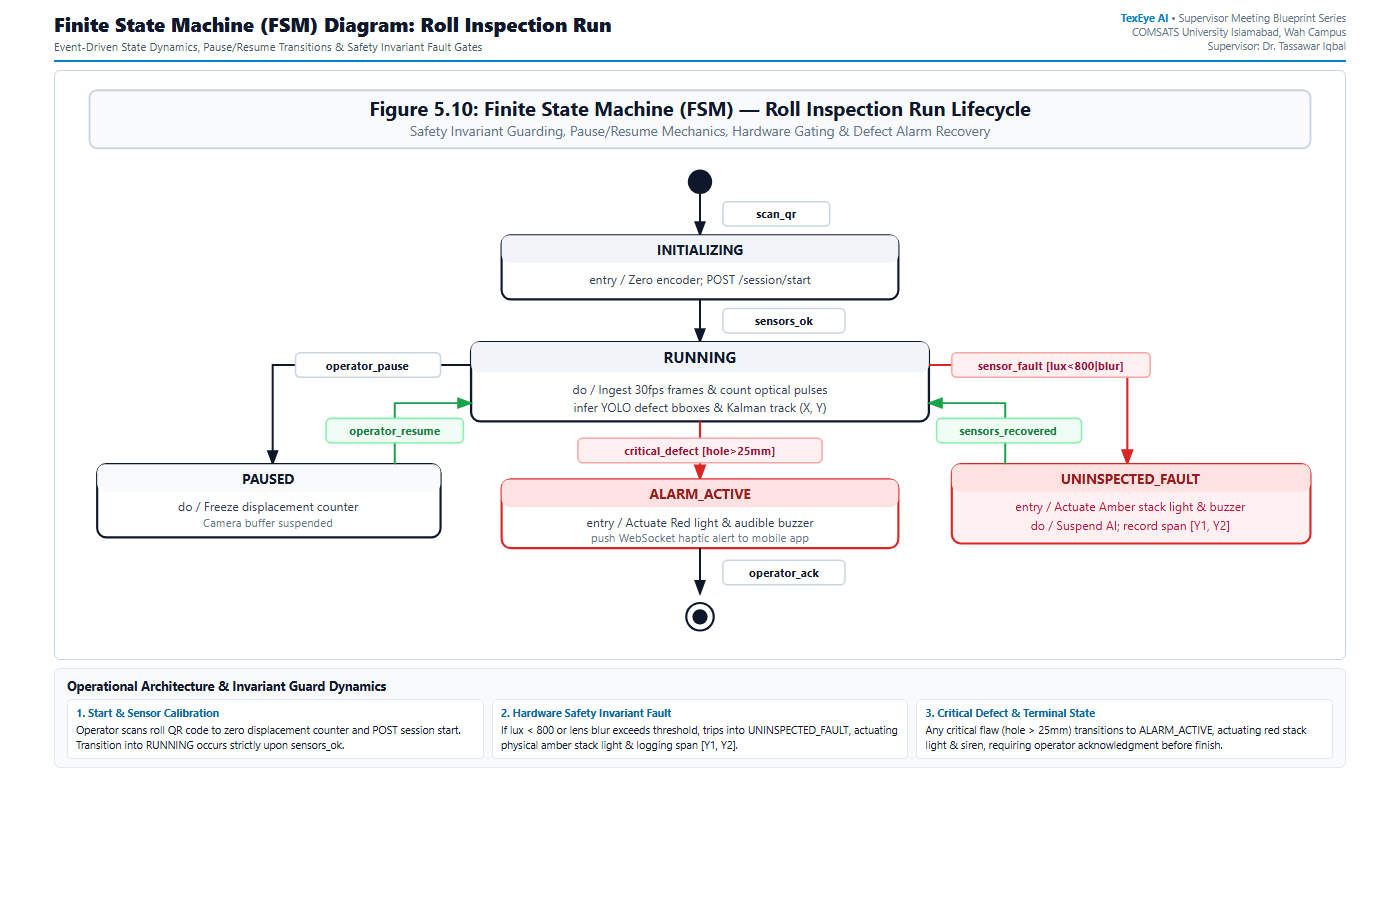 Finite State Machine (FSM) Diagram: Roll Inspection Run
Event-Driven State Dynamics, Pause/Resume Transitions & Safety Invariant Fault Gates
TexEye AI • Supervisor Meeting Blueprint Series
COMSATS University Islamabad, Wah Campus
Supervisor: Dr. Tassawar Iqbal
Figure 5.10: Finite State Machine (FSM) — Roll Inspection Run Lifecycle
Safety Invariant Guarding, Pause/Resume Mechanics, Hardware Gating & Defect Alarm Recovery
scan_qr
INITIALIZING
entry / Zero encoder; POST /session/start
sensors_ok
RUNNING
do / Ingest 30fps frames & count optical pulses
infer YOLO defect bboxes & Kalman track (X, Y)
operator_pause
sensor_fault [lux<800|blur]
operator_resume
sensors_recovered
critical_defect [hole>25mm]
PAUSED
do / Freeze displacement counter
Camera buffer suspended
ALARM_ACTIVE
entry / Actuate Red light & audible buzzer
push WebSocket haptic alert to mobile app
UNINSPECTED_FAULT
entry / Actuate Amber stack light & buzzer
do / Suspend AI; record span [Y1, Y2]
operator_ack
Operational Architecture & Invariant Guard Dynamics
1. Start & Sensor Calibration
Operator scans roll QR code to zero displacement counter and POST session start.
Transition into RUNNING occurs strictly upon sensors_ok.
2. Hardware Safety Invariant Fault
If lux < 800 or lens blur exceeds threshold, trips into UNINSPECTED_FAULT, actuating
physical amber stack light & logging span [Y1, Y2].
3. Critical Defect & Terminal State
Any critical flaw (hole > 25mm) transitions to ALARM_ACTIVE, actuating red stack
light & siren, requiring operator acknowledgment before finish.